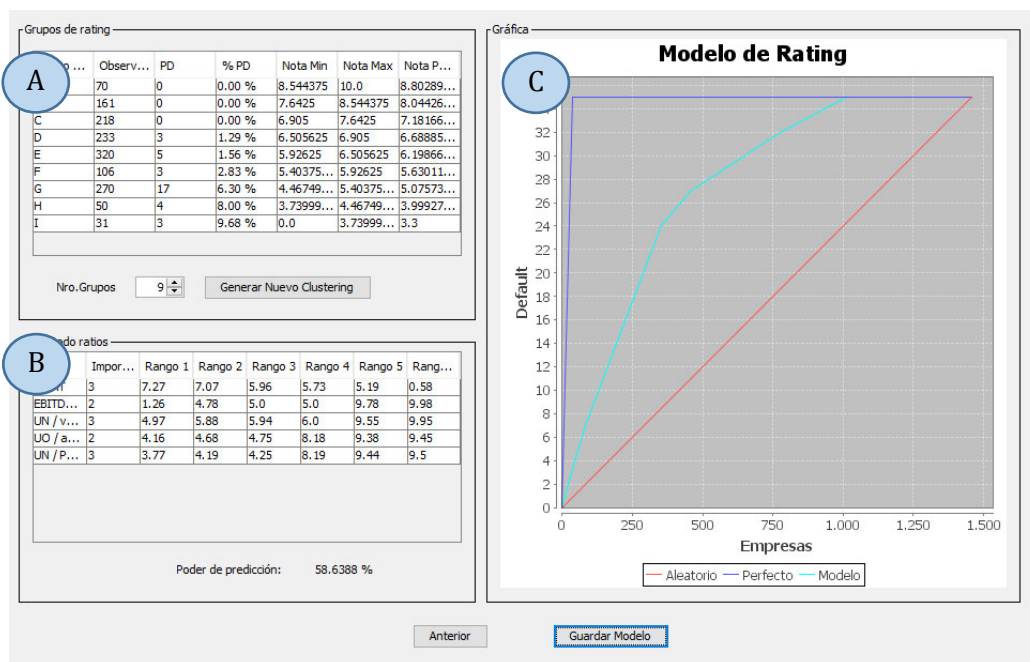 Grupos de rating
A
Observ... PD % PD Nota Min Nota Max Nota P...
70 0 0.00 % 8.544375 10.0 8.80289...
161 0 0.00 % 7.6425 8.544375 8.04426...
C 218 0 0.00 % 6.905 7.6425 7.18166...
D 233 3 1.29 % 6.505625 6.905 6.68885...
E 320 5 1.56 % 5.92625 6.505625 6.19866...
F 106 3 2.83 % 5.40375... 5.92625 5.63011...
G 270 17 6.30 % 4.46749... 5.40375... 5.07573...
H 50 4 8.00 % 3.73999... 4.46749... 3.99927...
I 31 3 9.68 % 0.0 3.73999... 3.3
Nro.Grupos 9 Generar Nuevo Clustering
ratios
B
Impor... Rango 1 Rango 2 Rango 3 Rango 4 Rango 5 Rang...
3 7.27 7.07 5.96 5.73 5.19 0.58
EBITD... 2 1.26 4.78 5.0 5.0 9.78 9.98
UN / v... 3 4.97 5.88 5.94 6.0 9.55 9.95
UO / a... 2 4.16 4.68 4.75 8.18 9.38 9.45
UN / P... 3 3.77 4.19 4.25 8.19 9.44 9.5
Poder de predicción: 58.6388 %
Gráfica
Modelo de Rating
C
32
30
28
26
24
22
20
18
16
14
12
10
8
6
4
2
0
Default
0 250 500 750 1.000 1.250 1.500
Empresas
Aleatorio Perfecto Modelo
Anterior Guardar Modelo